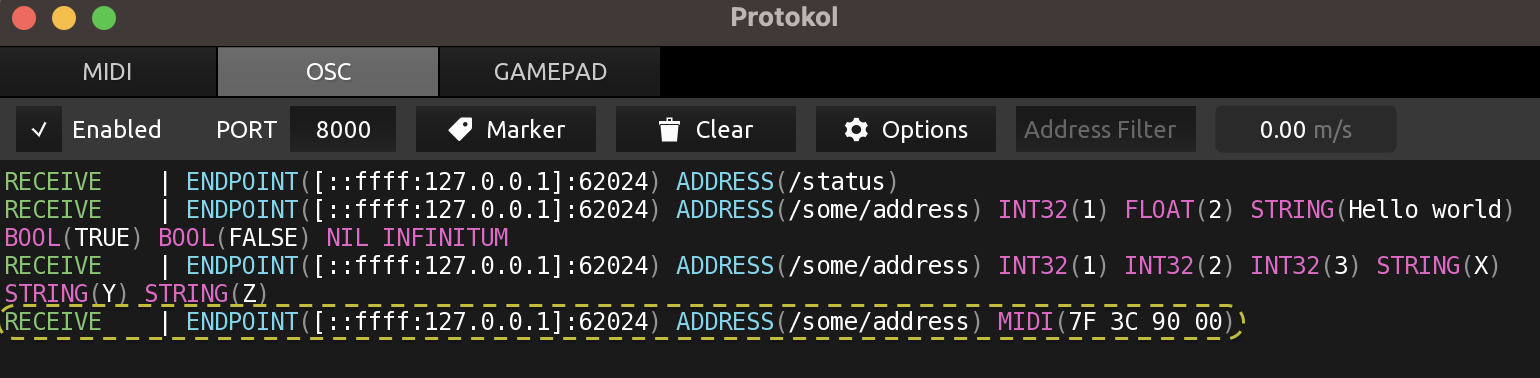 Protokol
MIDI OSC GAMEPAD
Enabled PORT 8000 Marker Clear Options Address Filter 0.00 m/s
RECEIVE | ENDPOINT([::ffff:127.0.0.1]:62024) ADDRESS(/status)
RECEIVE | ENDPOINT([::ffff:127.0.0.1]:62024) ADDRESS(/some/address) INT32(1) FLOAT(2) STRING(Hello world)
BOOL(TRUE) BOOL(FALSE) NIL INFINITUM
RECEIVE | ENDPOINT([::ffff:127.0.0.1]:62024) ADDRESS(/some/address) INT32(1) INT32(2) INT32(3) STRING(X)
STRING(Y) STRING(Z)
RECEIVE | ENDPOINT([::ffff:127.0.0.1]:62024) ADDRESS(/some/address) MIDI(7F 3C 90 00)